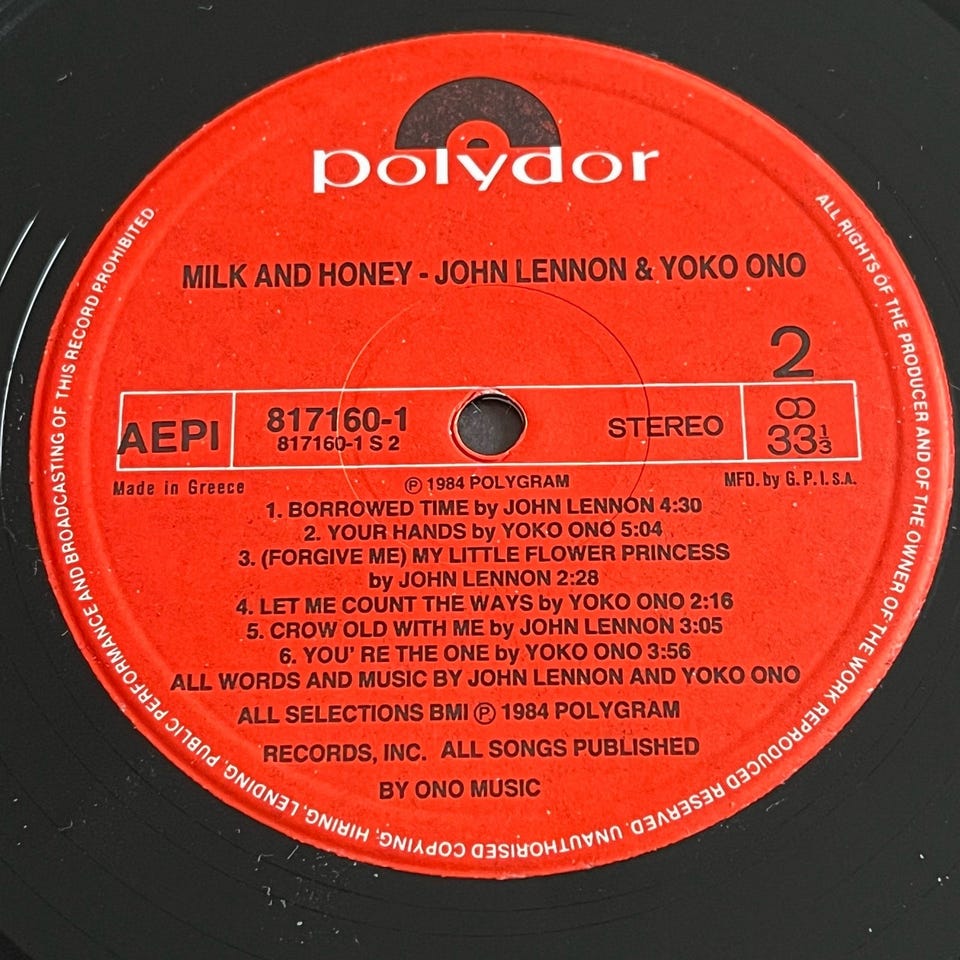 polydor
MILK AND HONEY - JOHN LENNON & YOKO ONO
2
AEPI
817160-1
817160-1 S 2
STEREO
33 1/3
Made in Greece
℗ 1984 POLYGRAM
MFD. by G. P. I. S.A.
1. BORROWED TIME by JOHN LENNON 4:30
2. YOUR HANDS by YOKO ONO 5:04
3. (FORGIVE ME) MY LITTLE FLOWER PRINCESS
by JOHN LENNON 2:28
4. LET ME COUNT THE WAYS by YOKO ONO 2:16
5. CROW OLD WITH ME by JOHN LENNON 3:05
6. YOU' RE THE ONE by YOKO ONO 3:56
ALL WORDS AND MUSIC BY JOHN LENNON AND YOKO ONO
ALL SELECTIONS BMI ℗ 1984 POLYGRAM
RECORDS, INC. ALL SONGS PUBLISHED
BY ONO MUSIC
ALL RIGHTS OF THE PRODUCER AND OF THE OWNER OF THE WORK REPRODUCED RESERVED. UNAUTHORISED COPYING, HIRING, LENDING, PUBLIC PERFORMANCE AND BROADCASTING OF THIS RECORD PROHIBITED.